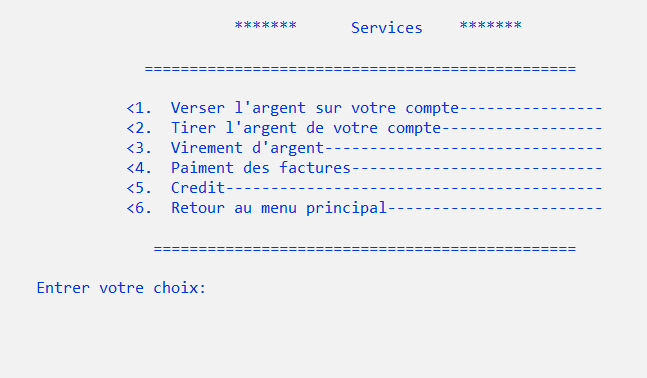 ******* Services *******
================================================
<1. Verser l'argent sur votre compte----------------
<2. Tirer l'argent de votre compte------------------
<3. Virement d'argent-------------------------------
<4. Paiment des factures----------------------------
<5. Credit------------------------------------------
<6. Retour au menu principal------------------------
===============================================
Entrer votre choix: